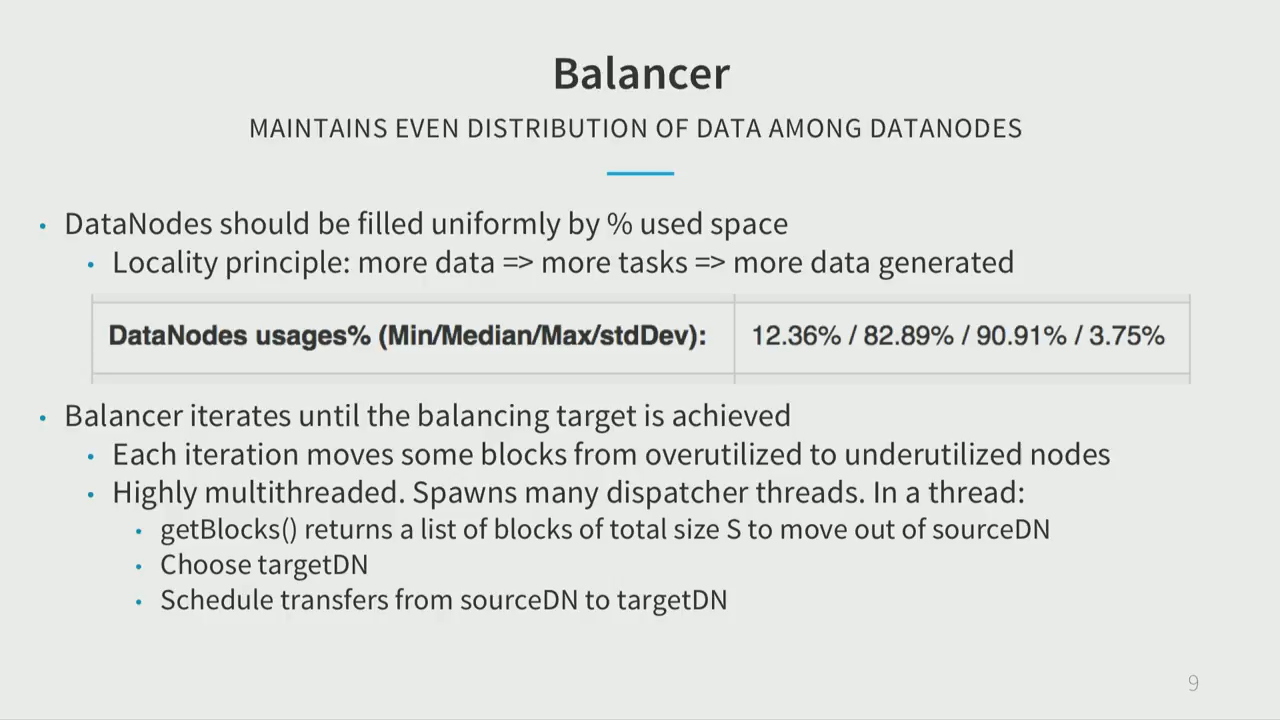 Balancer
MAINTAINS EVEN DISTRIBUTION OF DATA AMONG DATANODES
• DataNodes should be filled uniformly by % used space
• Locality principle: more data => more tasks => more data generated
DataNodes usages% (Min/Median/Max/stdDev): 12.36% / 82.89% / 90.91% / 3.75%
• Balancer iterates until the balancing target is achieved
• Each iteration moves some blocks from overutilized to underutilized nodes
• Highly multithreaded. Spawns many dispatcher threads. In a thread:
• getBlocks() returns a list of blocks of total size S to move out of sourceDN
• Choose targetDN
• Schedule transfers from sourceDN to targetDN
9